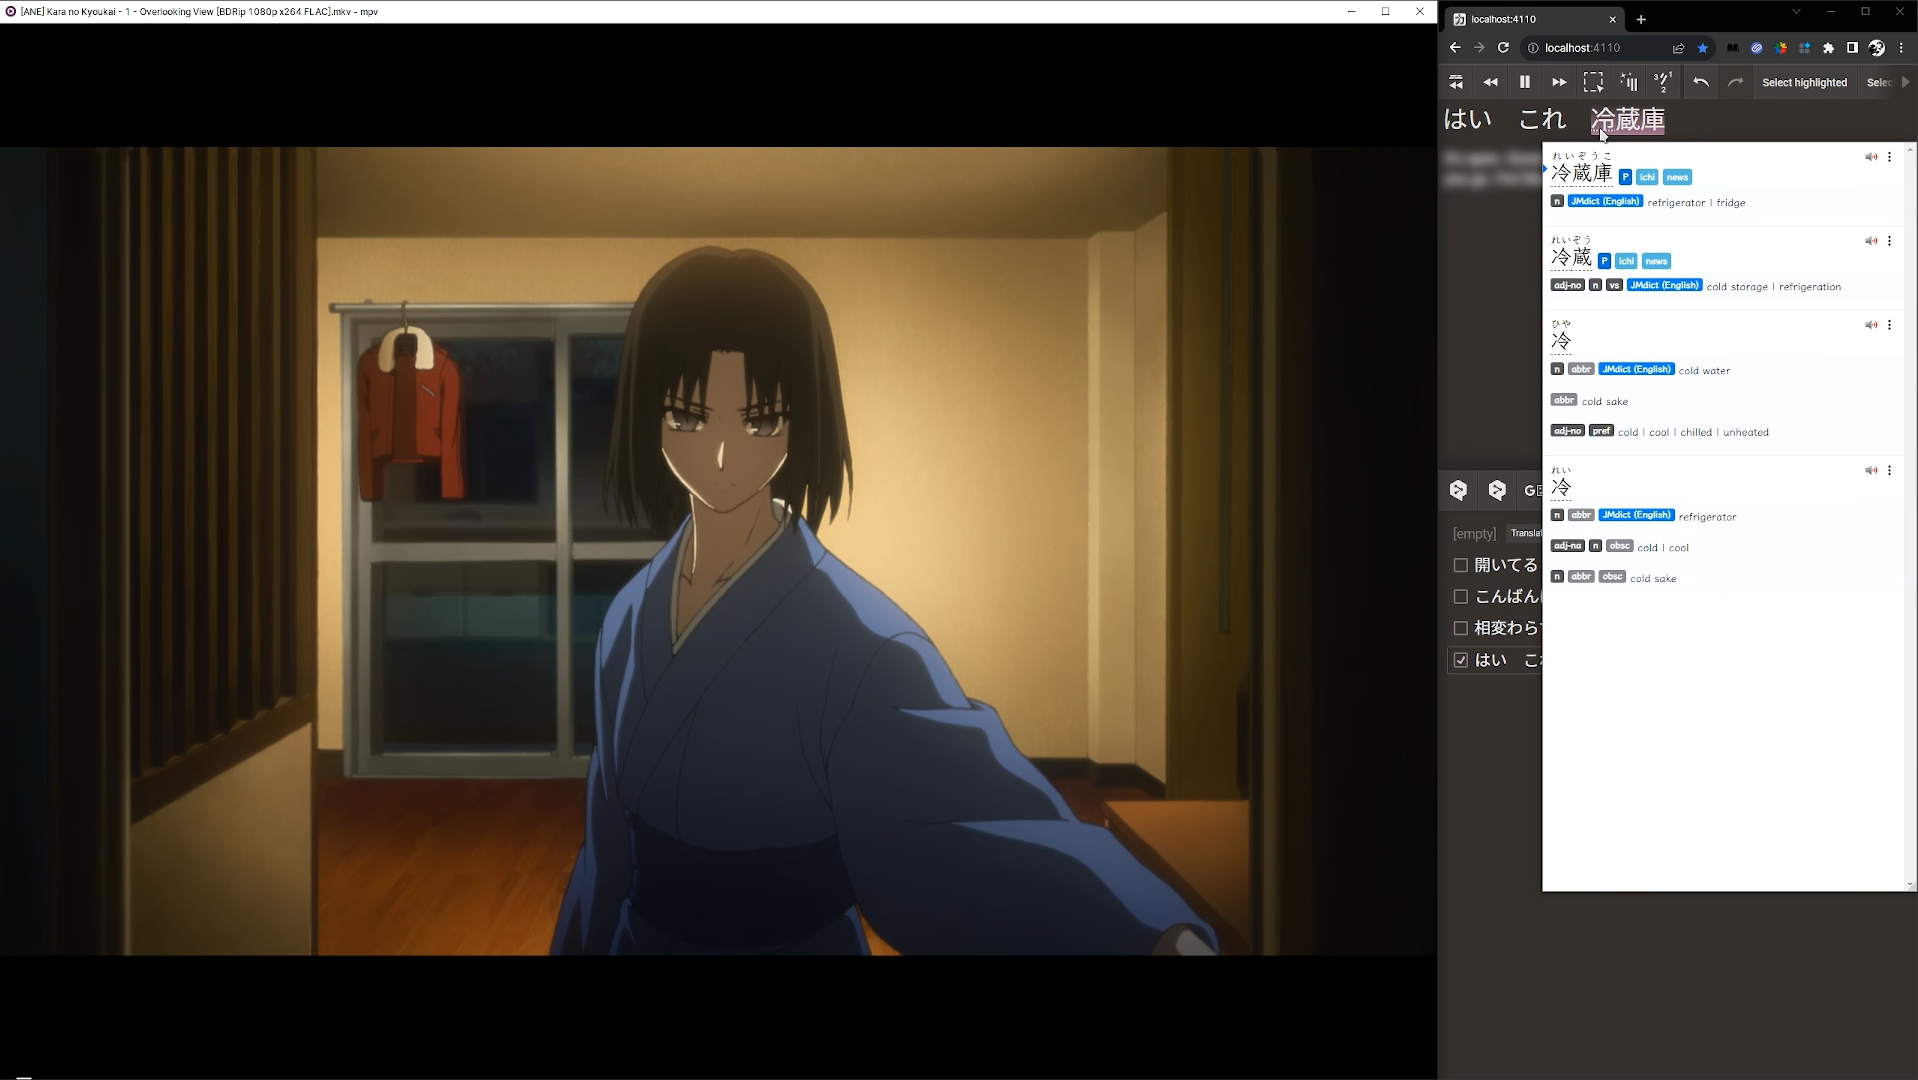 [ANE] Kara no Kyoukai - 1 - Overlooking View [BDRip 1080p x264 FLAC].mkv - mpv
localhost:4110
localhost:4110
Select highlighted
Selec
はい これ 冷蔵庫
れいぞうこ
冷蔵庫 P ichi news
n JMdict (English) refrigerator | fridge
れいぞう
冷蔵 P ichi news
adj-no n vs JMdict (English) cold storage | refrigeration
ひや
冷
n abbr JMdict (English) cold water
abbr cold sake
adj-no pref cold | cool | chilled | unheated
れい
冷
n abbr JMdict (English) refrigerator
adj-na n obsc cold | cool
n abbr obsc cold sake
[empty] Transla
開いてる
こんばん
相変わら
はい こ